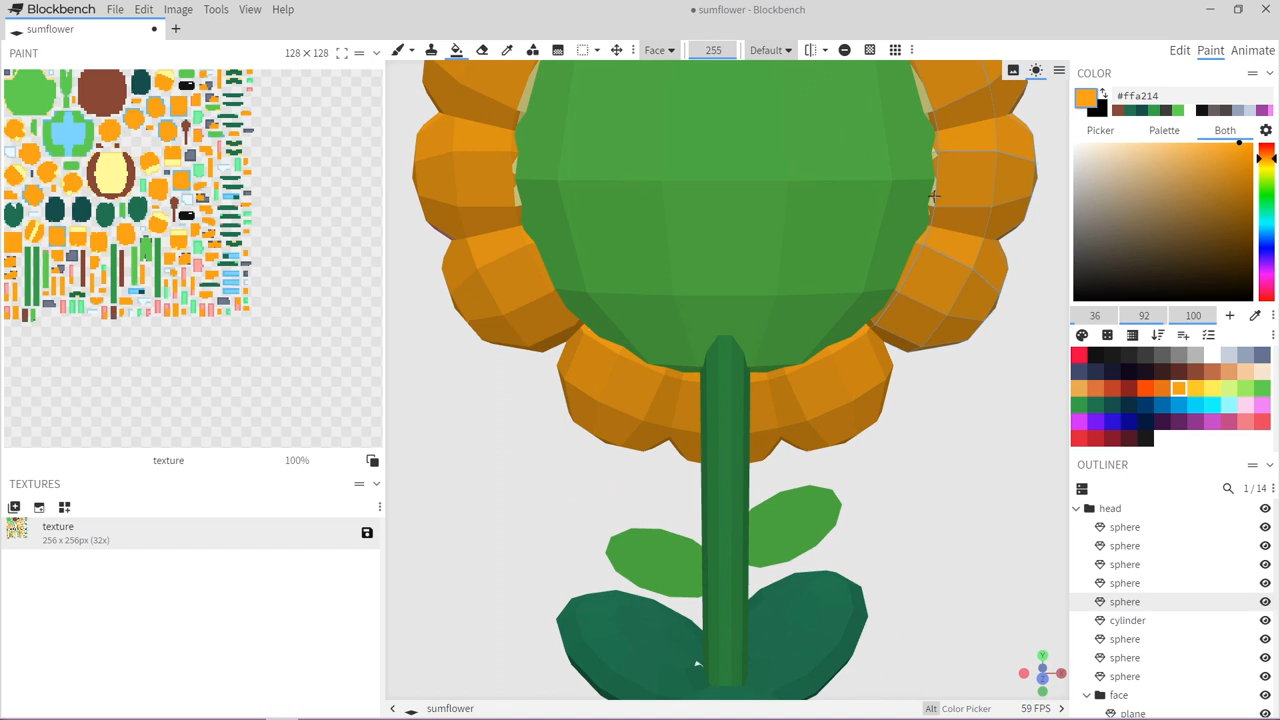 Blockbench File Edit Image Tools View Help
sumflower - Blockbench
sumflower
PAINT 128 × 128
Face 255 Default
Edit Paint Animate
COLOR
#ffa214
Picker Palette Both
36 92 100
texture 100%
TEXTURES
texture
256 x 256px (32x)
OUTLINER
1 / 14
head
sphere
sphere
sphere
sphere
sphere
cylinder
sphere
sphere
sphere
face
plane
sumflower
Alt Color Picker 59 FPS